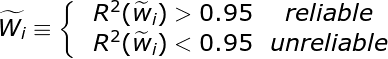 W̃ᵢ ≡ { R²(w̃ᵢ) > 0.95 reliable
R²(w̃ᵢ) < 0.95 unreliable